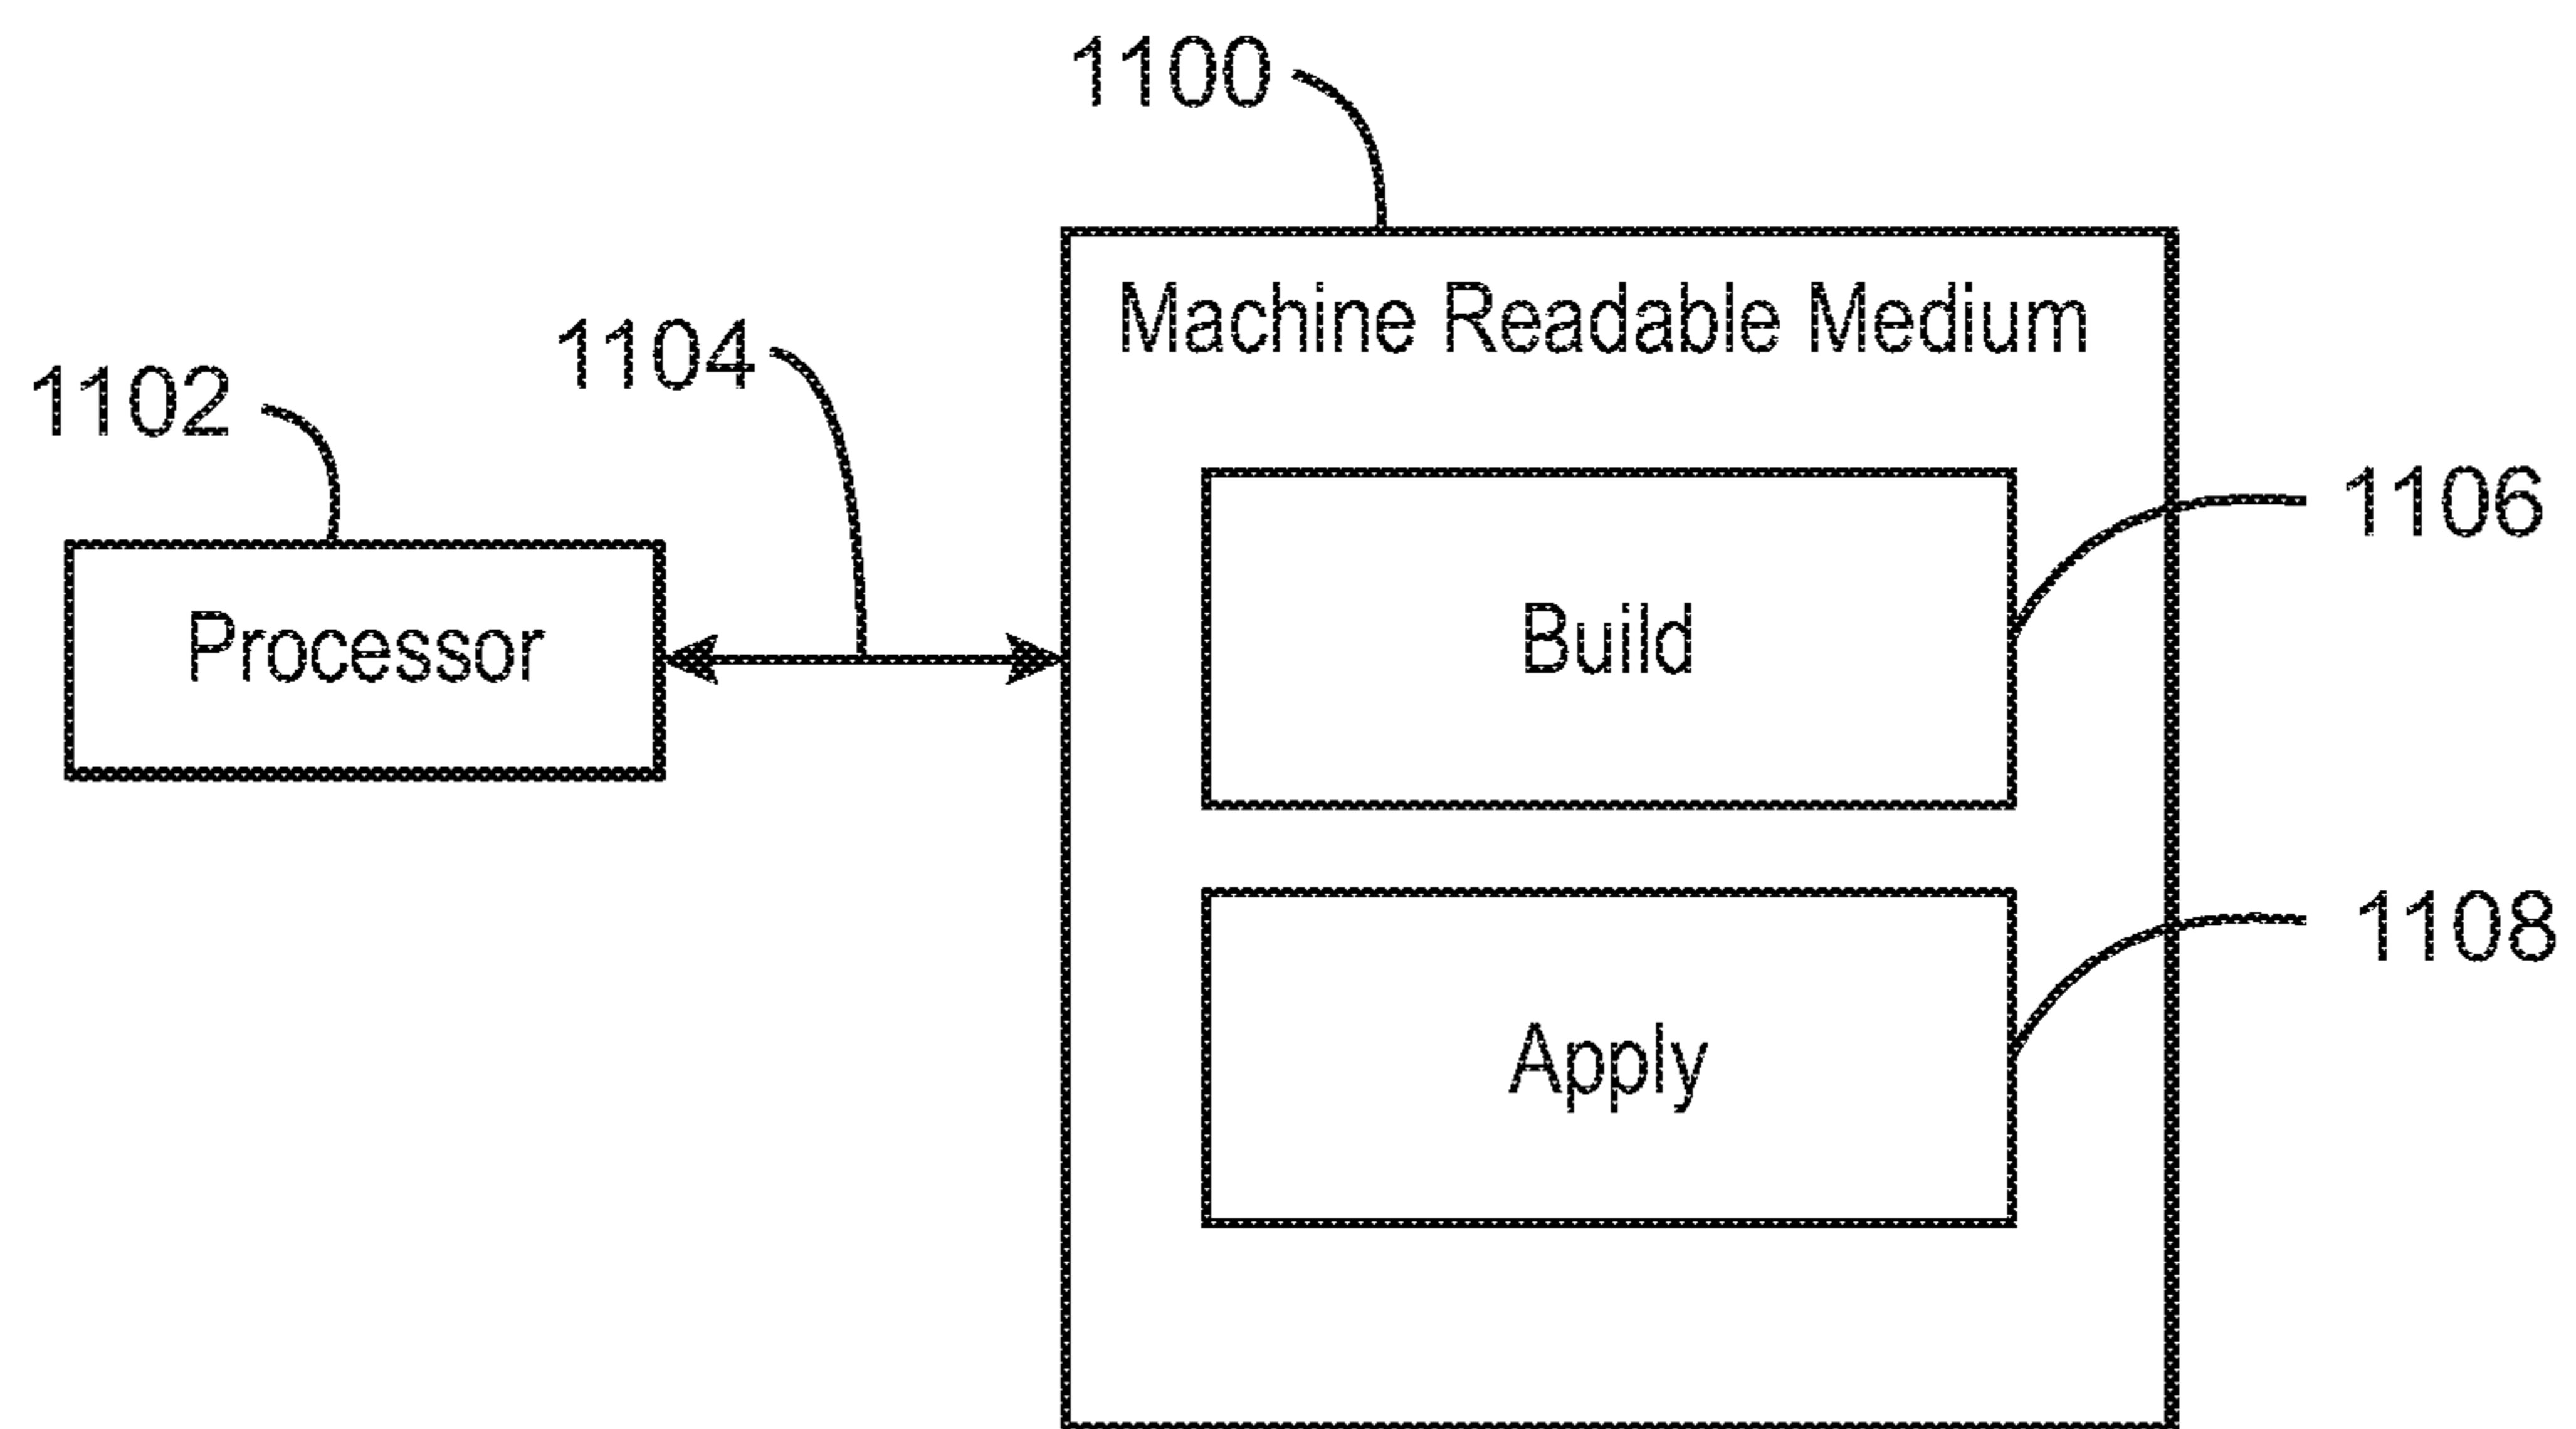 1100
Machine Readable Medium
1104
1102
1106
Processor
Build
1108
Apply